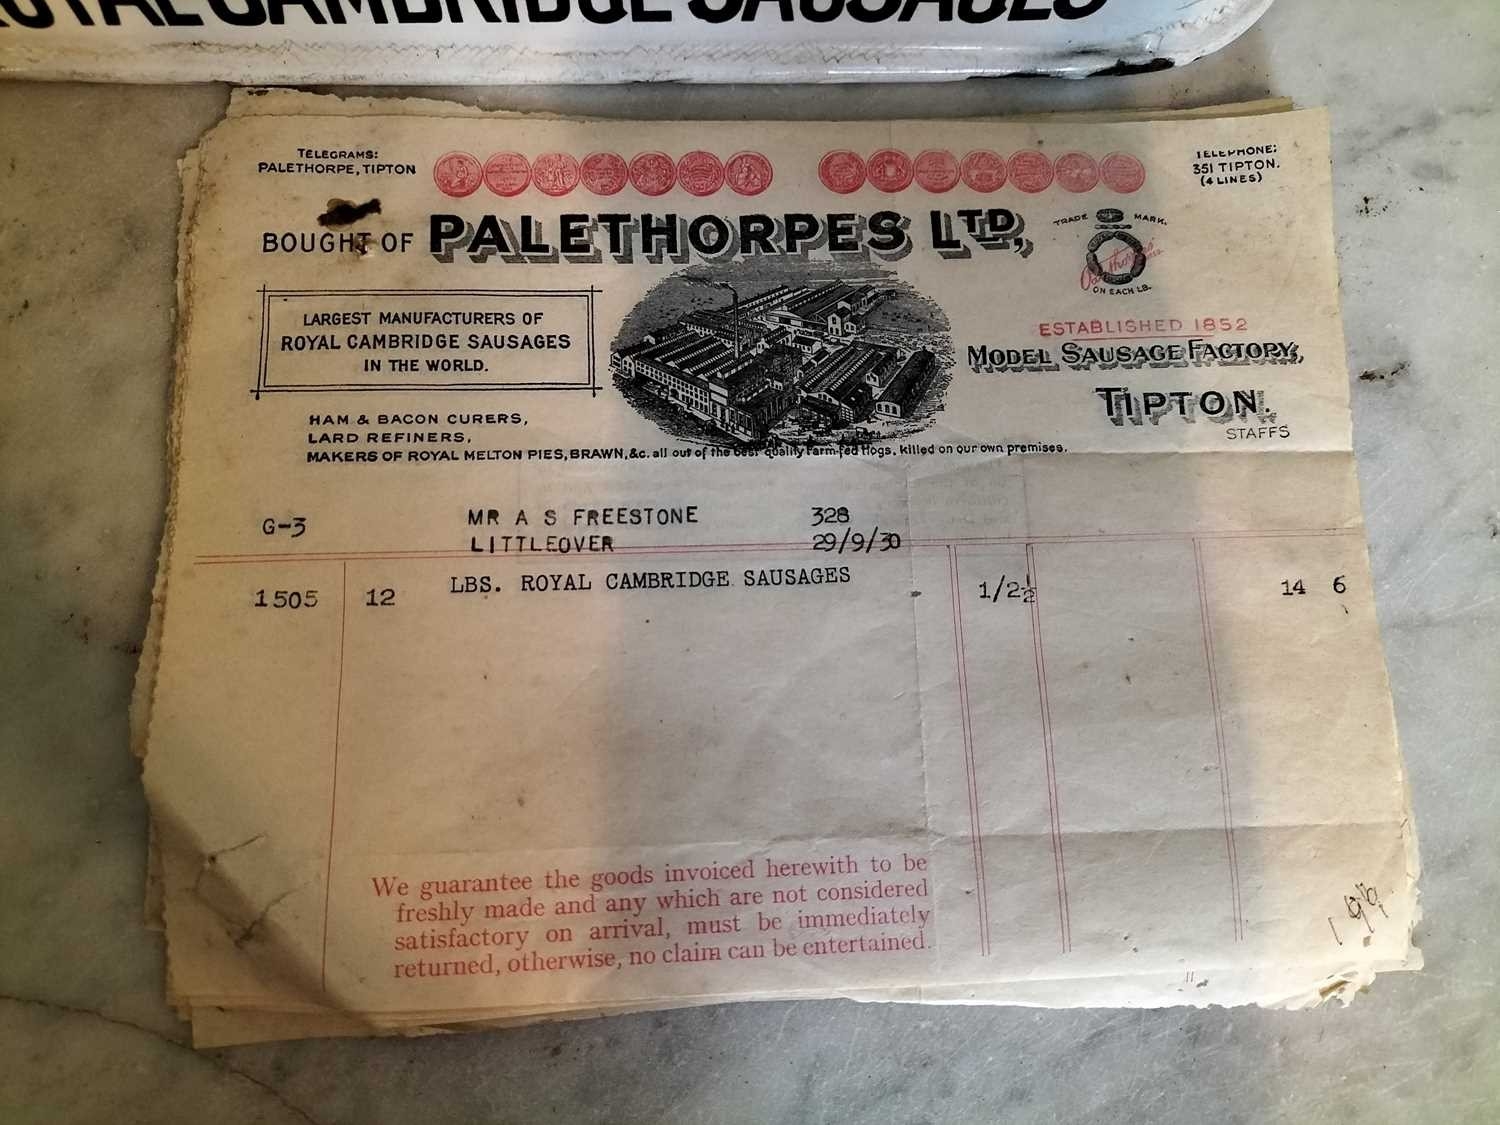 ROYAL CAMBRIDGE SAUSAGES
TELEGRAMS:
PALETHORPE, TIPTON
TELEPHONE:
351 TIPTON.
(4 LINES)
BOUGHT OF PALETHORPES LTD,
TRADE MARK.
Palethorpes
ON EACH LB.
LARGEST MANUFACTURERS OF
ROYAL CAMBRIDGE SAUSAGES
IN THE WORLD.
ESTABLISHED 1852
MODEL SAUSAGE FACTORY,
TIPTON.
STAFFS
HAM & BACON CURERS,
LARD REFINERS,
MAKERS OF ROYAL MELTON PIES, BRAWN, &c. all out of the best quality Farm-fed Hogs, killed on our own premises.
G-3 MR A S FREESTONE 328
LITTLEOVER 29/9/30
1505 12 LBS. ROYAL CAMBRIDGE SAUSAGES 1/2½ 14 6
We guarantee the goods invoiced herewith to be
freshly made and any which are not considered
satisfactory on arrival, must be immediately
returned, otherwise, no claim can be entertained.
199